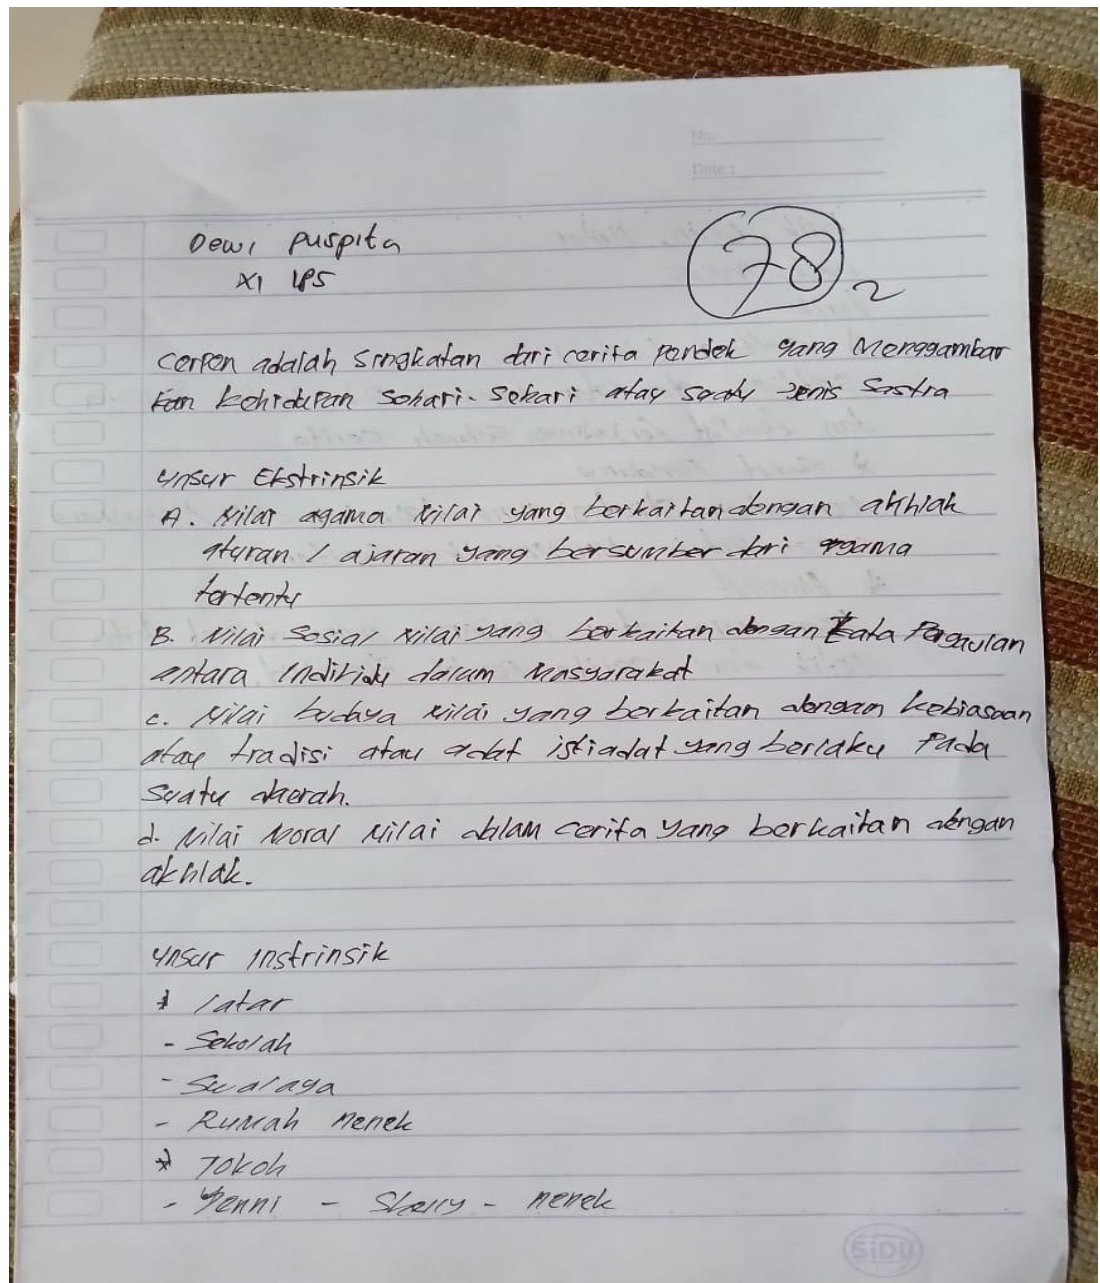 No:
Date:
Dewi Puspita
XI IPS
78 2
Cerpen adalah Singkatan dari cerita Pendek yang Menggambar
kan kehidupan Sehari-Sehari atau Suatu Jenis Sastra
Unsur Ekstrinsik
A. Nilai agama Nilai yang berkaitan dengan akhlak
aturan / ajaran yang bersumber dari agama
tertentu
B. Nilai Sosial Nilai yang berkaitan dengan tata Pergaulan
antara Individu dalam Masyarakat
c. Nilai budaya Nilai yang berkaitan dengan kebiasaan
atau tradisi atau adat istiadat yang berlaku Pada
Suatu daerah.
d. Nilai Moral Nilai dalam cerita yang berkaitan dengan
akhlak.
Unsur Instrinsik
* latar
- Sekolah
- Rumah nenek
* Tokoh
- Yenni - Sherry - nenek
SiDU